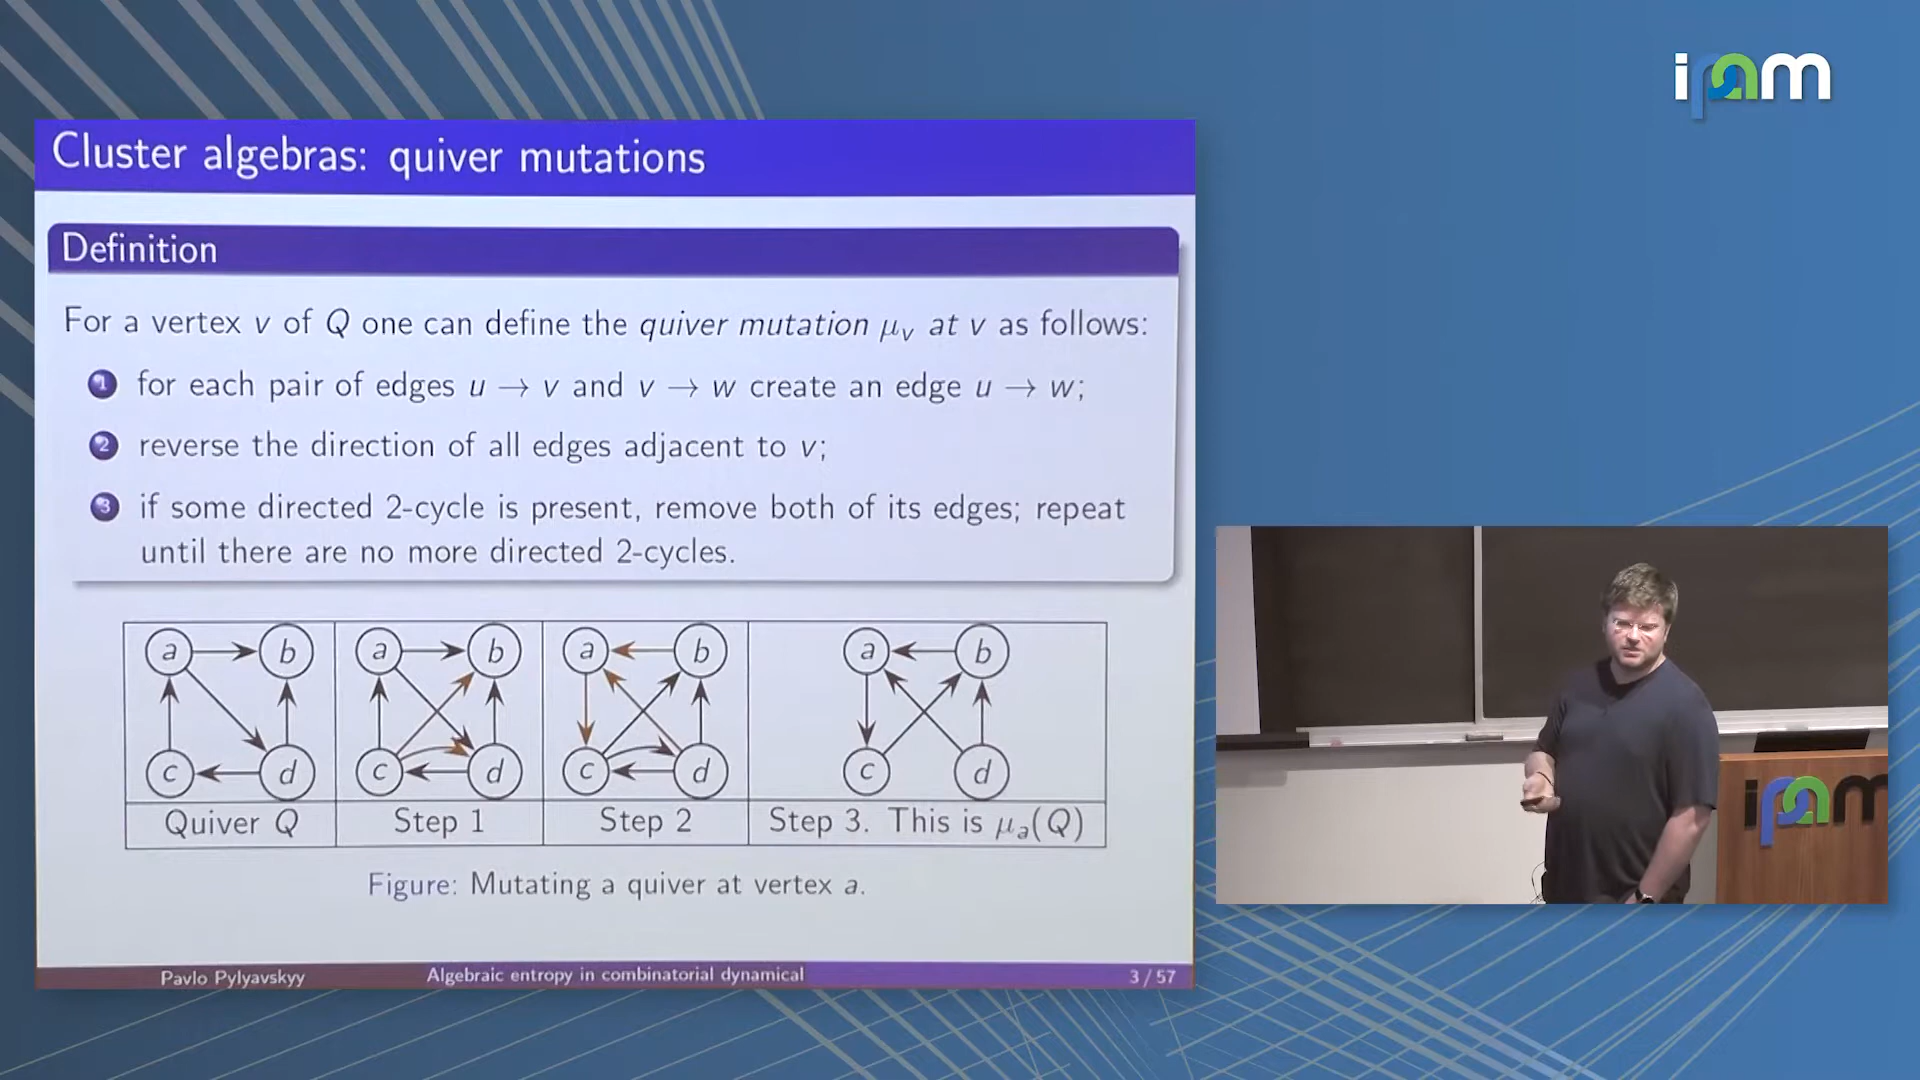 ipam
Cluster algebras: quiver mutations
Definition
For a vertex v of Q one can define the quiver mutation μ_v at v as follows:
1 for each pair of edges u → v and v → w create an edge u → w;
2 reverse the direction of all edges adjacent to v;
3 if some directed 2-cycle is present, remove both of its edges; repeat
until there are no more directed 2-cycles.
a b a b a b a b
c d c d c d c d
Quiver Q Step 1 Step 2 Step 3. This is μ_a(Q)
Figure: Mutating a quiver at vertex a.
Pavlo Pylyavskyy Algebraic entropy in combinatorial dynamical 3 / 57
ipam